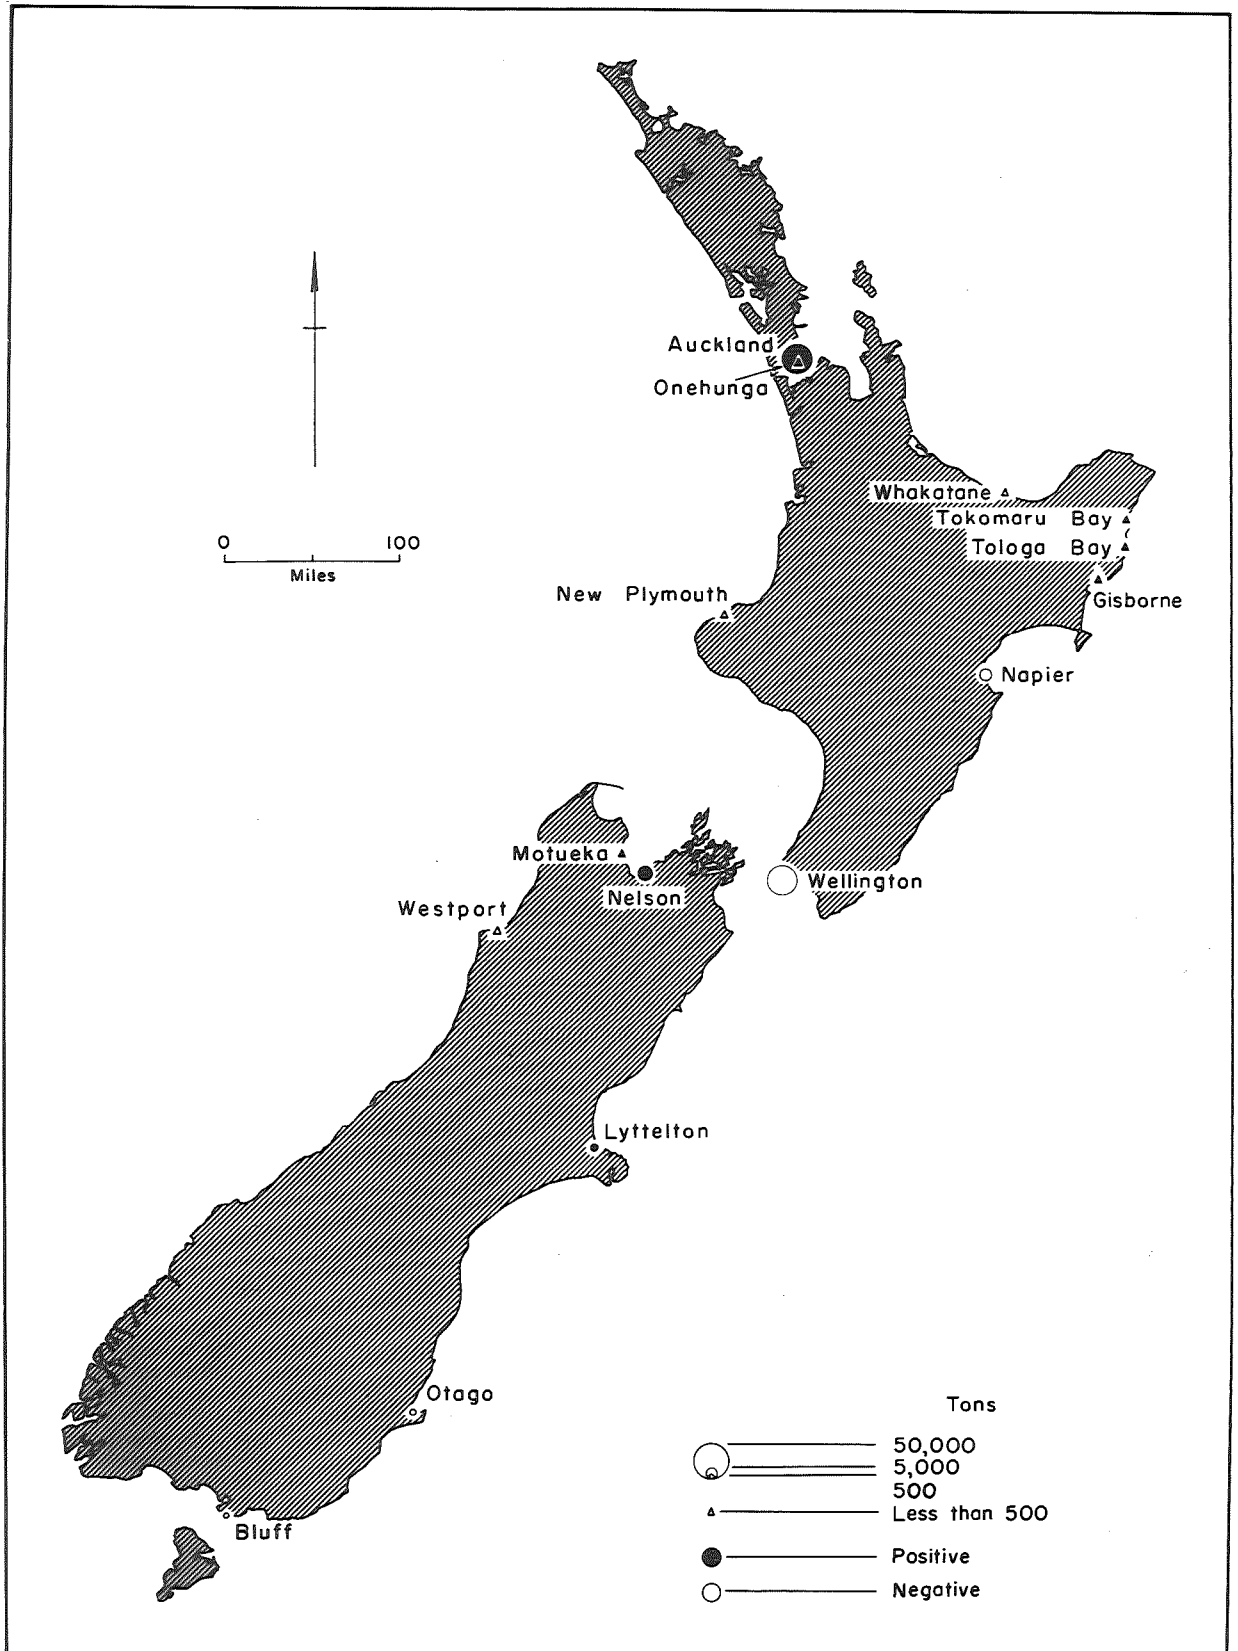 Auckland
Onehunga
Whakatane
Tokomaru Bay
Tologa Bay
0 100
Miles
New Plymouth
Gisborne
Napier
Motueka
Wellington
Nelson
Westport
Lyttelton
Otago
Bluff
Tons
50,000
5,000
500
Less than 500
Positive
Negative